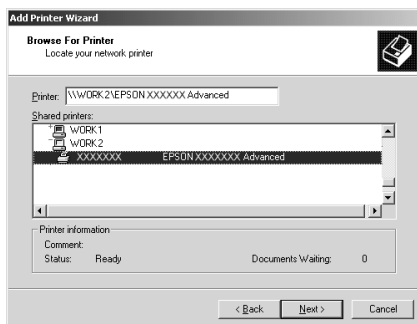 Add Printer Wizard
Browse For Printer
Locate your network printer
Printer: \\WORK2\EPSON XXXXXX Advanced
Shared printers:
WORK1
WORK2
XXXXXXX EPSON XXXXXXX Advanced
Printer information
Comment:
Status: Ready Documents Waiting: 0
< Back Next > Cancel